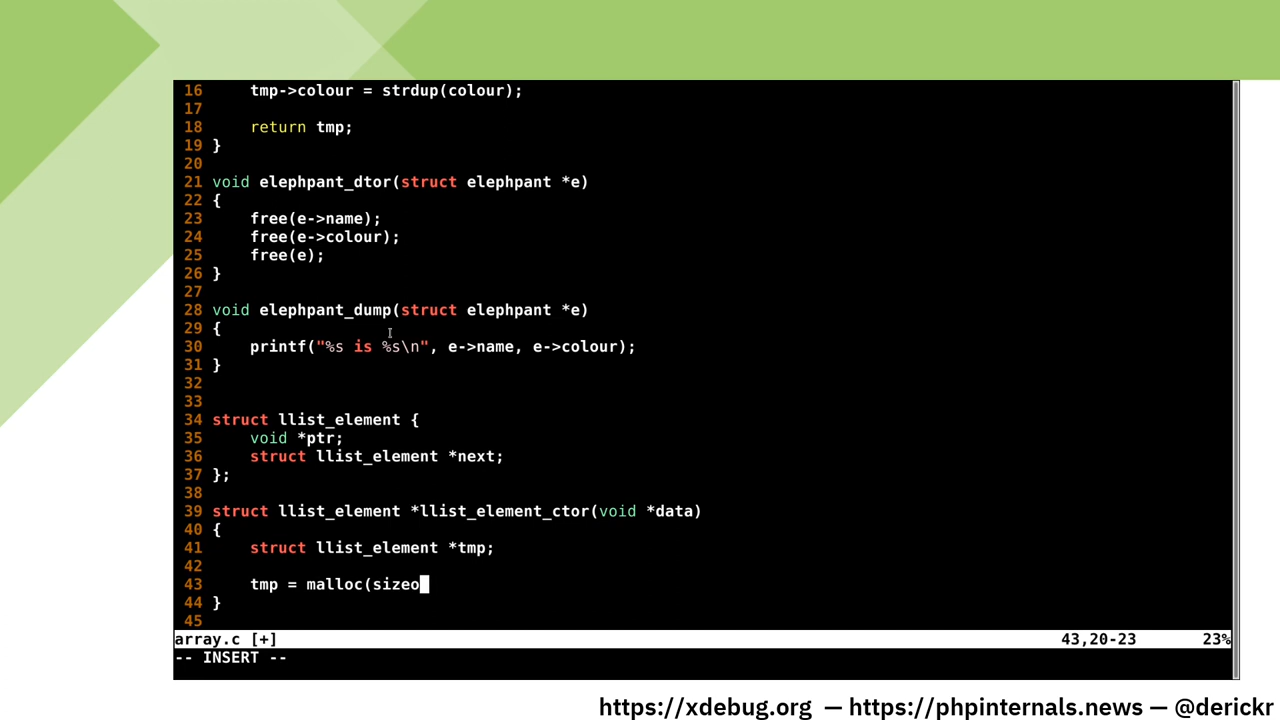 16     tmp->colour = strdup(colour);
17
18     return tmp;
19 }
20
21 void elephpant_dtor(struct elephpant *e)
22 {
23     free(e->name);
24     free(e->colour);
25     free(e);
26 }
27
28 void elephpant_dump(struct elephpant *e)
29 {
30     printf("%s is %s\n", e->name, e->colour);
31 }
32
33
34 struct llist_element {
35     void *ptr;
36     struct llist_element *next;
37 };
38
39 struct llist_element *llist_element_ctor(void *data)
40 {
41     struct llist_element *tmp;
42
43     tmp = malloc(sizeo
44 }
45
array.c [+] 43,20-23 23%
-- INSERT --
https://xdebug.org — https://phpinternals.news — @derickr